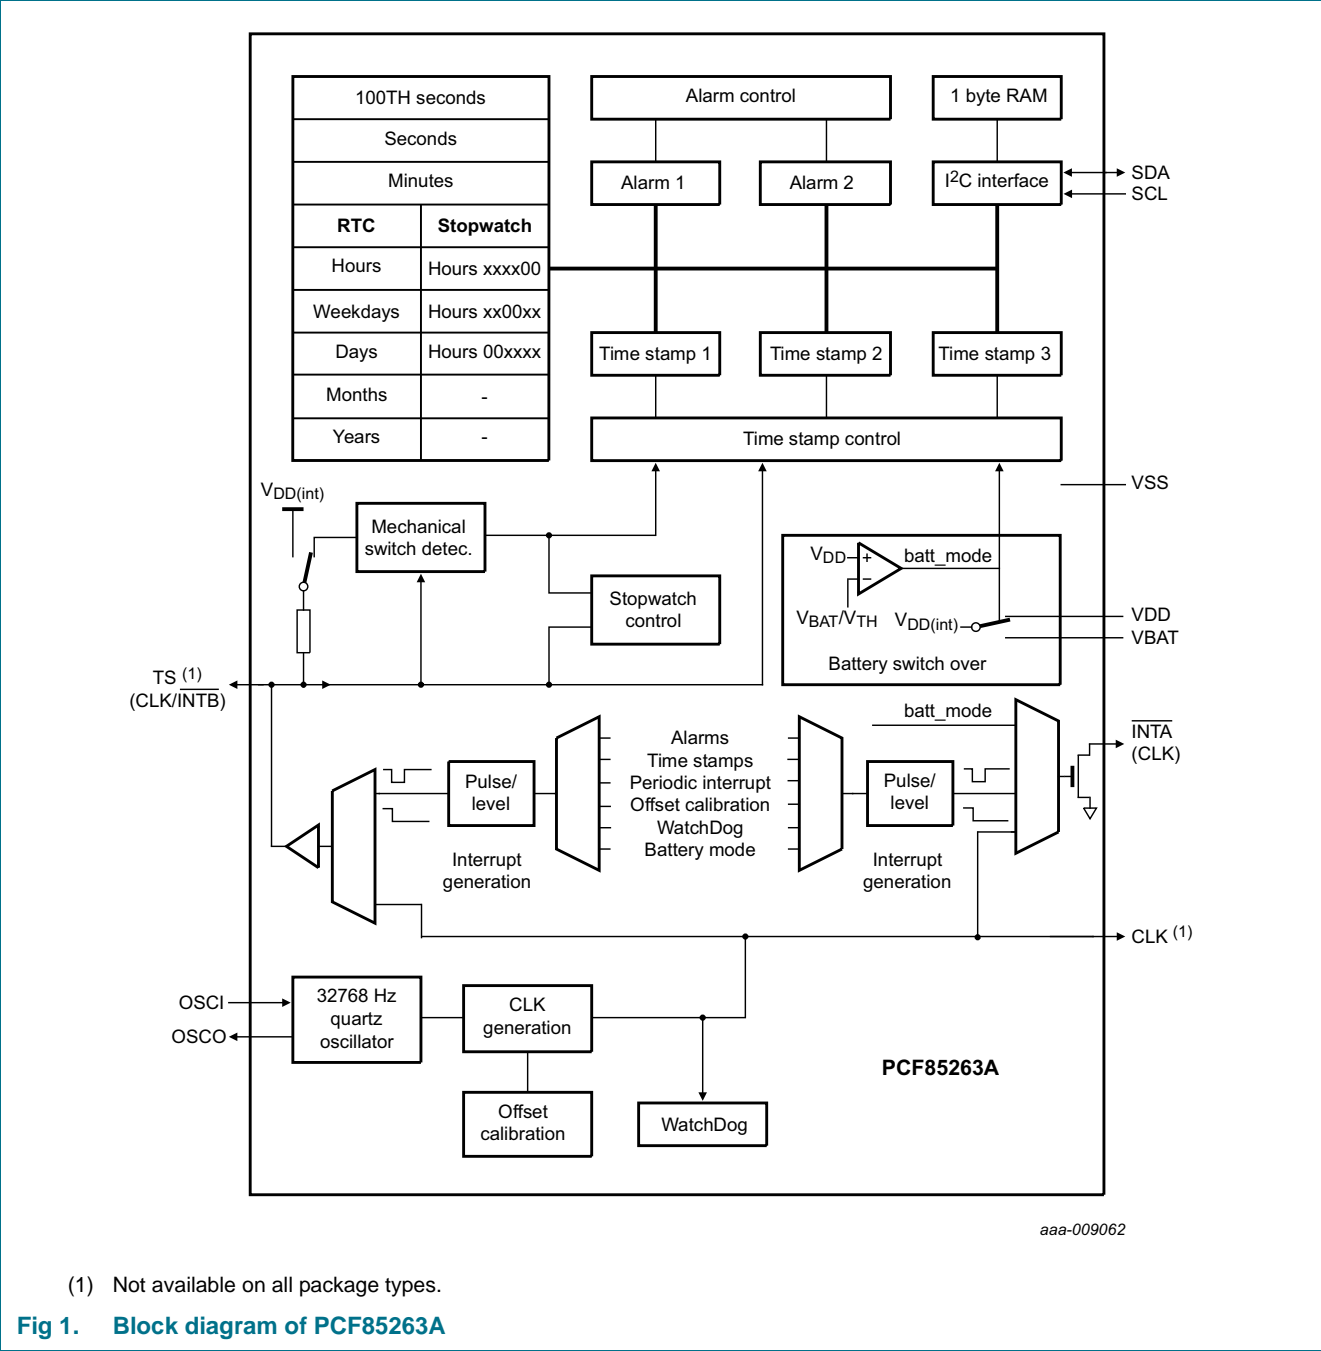 100TH seconds
Seconds
Minutes
RTC Stopwatch
Hours Hours xxxx00
Weekdays Hours xx00xx
Days Hours 00xxxx
Months -
Years -
Alarm control
1 byte RAM
Alarm 1
Alarm 2
I2C interface
SDA
SCL
Time stamp 1
Time stamp 2
Time stamp 3
Time stamp control
VSS
VDD(int)
Mechanical
switch detec.
Stopwatch
control
VDD
+
−
batt_mode
VBAT/VTH
VDD(int)
Battery switch over
VDD
VBAT
TS (1)
(CLK/INTB)
batt_mode
INTA
(CLK)
Pulse/
level
Interrupt
generation
Alarms
Time stamps
Periodic interrupt
Offset calibration
WatchDog
Battery mode
Pulse/
level
Interrupt
generation
CLK (1)
OSCI
OSCO
32768 Hz
quartz
oscillator
CLK
generation
Offset
calibration
WatchDog
PCF85263A
aaa-009062
(1) Not available on all package types.
Fig 1. Block diagram of PCF85263A